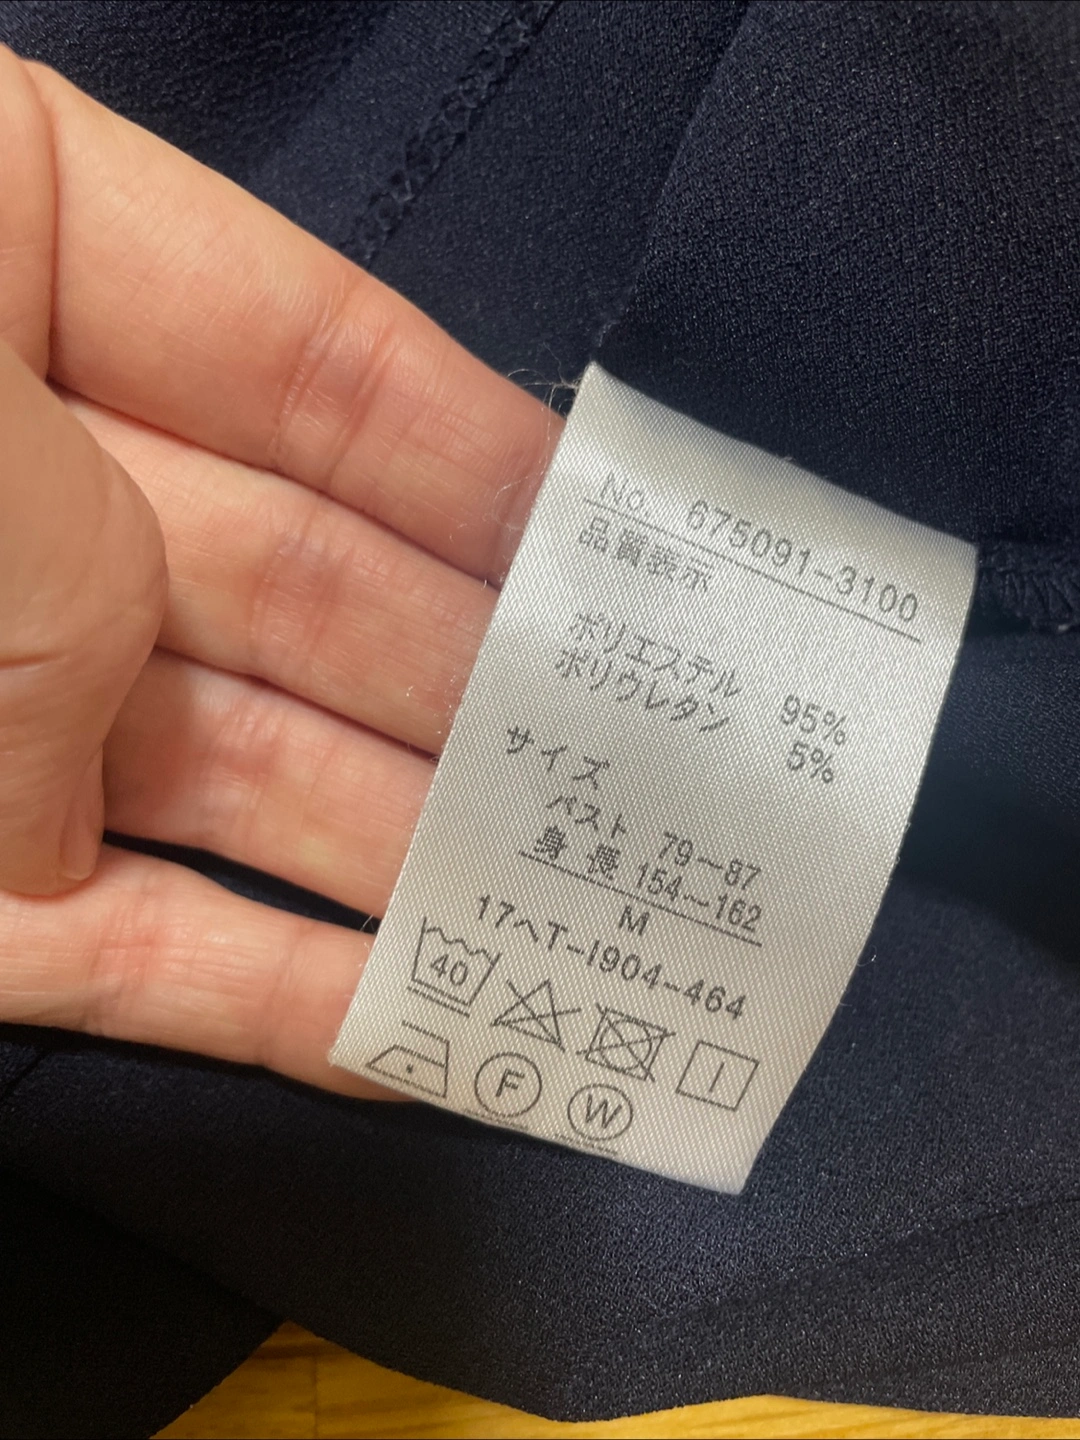 No. 675091-3100
品質表示
ポリエステル 95%
ポリウレタン 5%
サイズ
バスト 79~87
身長 154~162
M
17ヘT-I904-464
40
F
W